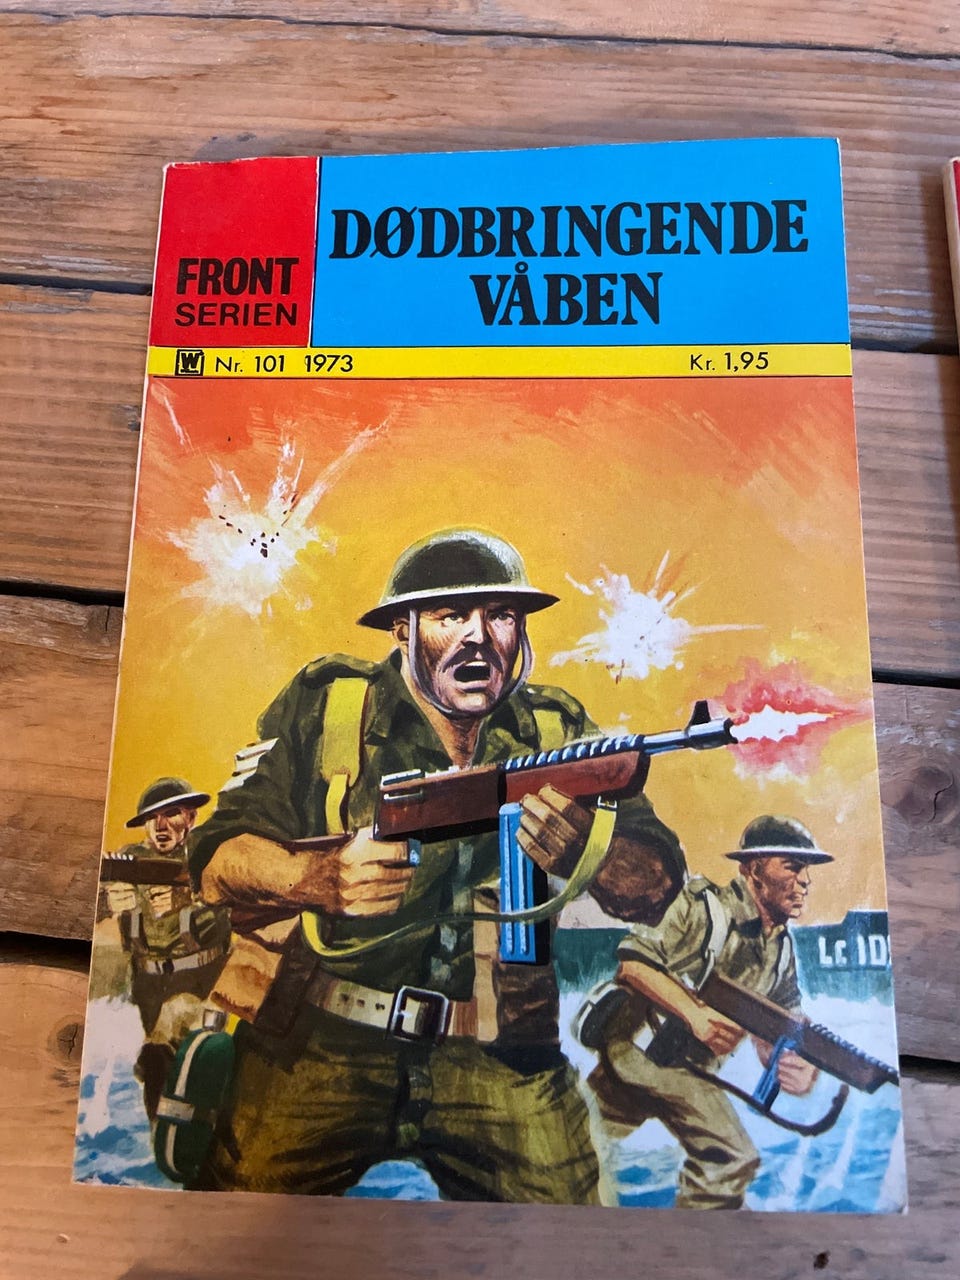 DØDBRINGENDE
VÅBEN
FRONT
SERIEN
W Nr. 101 1973 Kr. 1,95
LC 10